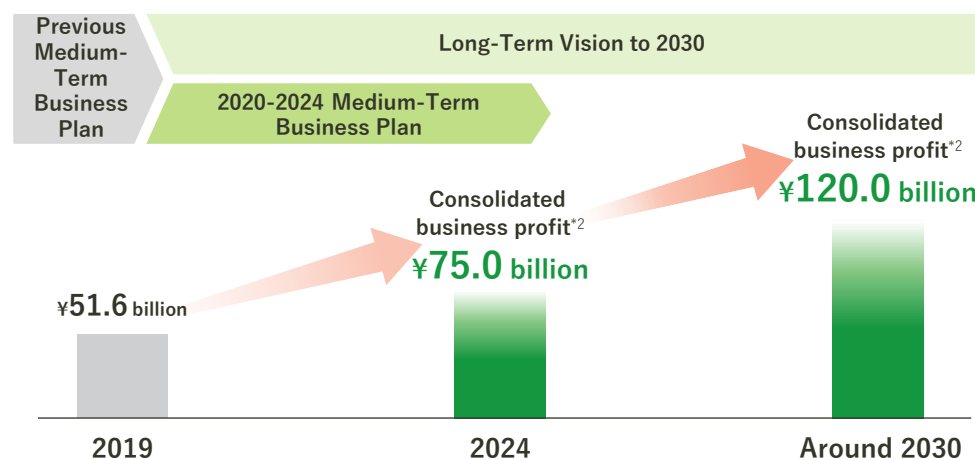 Previous
Medium-
Term
Business
Plan
Long-Term Vision to 2030
2020-2024 Medium-Term
Business Plan
Consolidated
business profit*2
¥120.0 billion
Consolidated
business profit*2
¥75.0 billion
¥51.6 billion
2019
2024
Around 2030